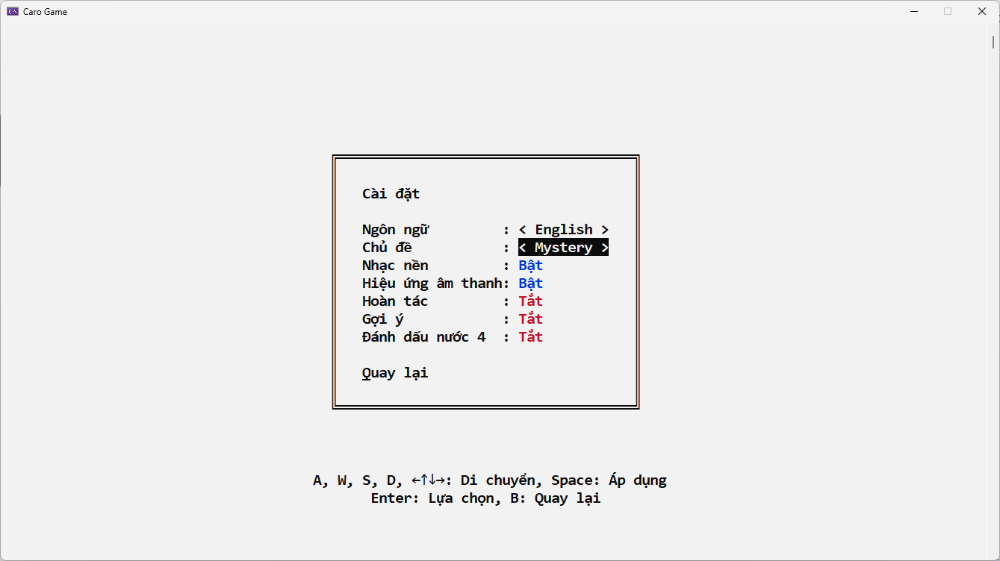 Caro Game
Cài đặt
Ngôn ngữ : < English >
Chủ đề : < Mystery >
Nhạc nền : Bật
Hiệu ứng âm thanh: Bật
Hoàn tác : Tắt
Gợi ý : Tắt
Đánh dấu nước 4 : Tắt
Quay lại
A, W, S, D, ←↑↓→: Di chuyển, Space: Áp dụng
Enter: Lựa chọn, B: Quay lại